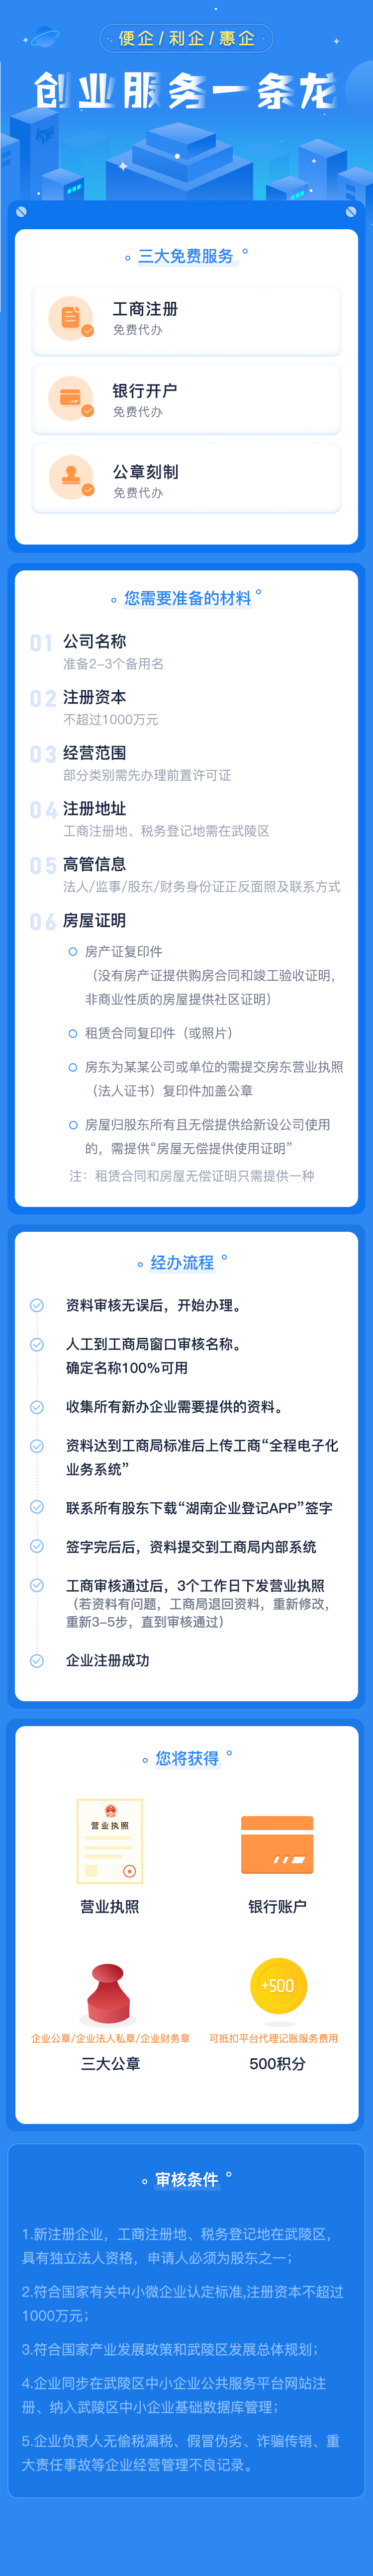 便企/利企/惠企
创业服务一条龙
三大免费服务
工商注册
免费代办
银行开户
免费代办
公章刻制
免费代办
您需要准备的材料
01 公司名称
准备2-3个备用名
02 注册资本
不超过1000万元
03 经营范围
部分类别需先办理前置许可证
04 注册地址
工商注册地、税务登记地需在武陵区
05 高管信息
法人/监事/股东/财务身份证正反面照及联系方式
06 房屋证明
房产证复印件
（没有房产证提供购房合同和竣工验收证明，
非商业性质的房屋提供社区证明）
租赁合同复印件（或照片）
房东为某某公司或单位的需提交房东营业执照
（法人证书）复印件加盖公章
房屋归股东所有且无偿提供给新设公司使用
的，需提供“房屋无偿提供使用证明”
注：租赁合同和房屋无偿证明只需提供一种
经办流程
资料审核无误后，开始办理。
人工到工商局窗口审核名称。
确定名称100%可用
收集所有新办企业需要提供的资料。
资料达到工商局标准后上传工商“全程电子化
业务系统”
联系所有股东下载“湖南企业登记APP”签字
签字完后后，资料提交到工商局内部系统
工商审核通过后，3个工作日下发营业执照
（若资料有问题，工商局退回资料，重新修改，
重新3-5步，直到审核通过）
企业注册成功
您将获得
营业执照
营业执照
银行账户
+500
企业公章/企业法人私章/企业财务章
可抵扣平台代理记账服务费用
三大公章
500积分
审核条件
1.新注册企业，工商注册地、税务登记地在武陵区，
具有独立法人资格，申请人必须为股东之一；
2.符合国家有关中小微企业认定标准,注册资本不超过
1000万元；
3.符合国家产业发展政策和武陵区发展总体规划；
4.企业同步在武陵区中小企业公共服务平台网站注
册、纳入武陵区中小企业基础数据库管理；
5.企业负责人无偷税漏税、假冒伪劣、诈骗传销、重
大责任事故等企业经营管理不良记录。